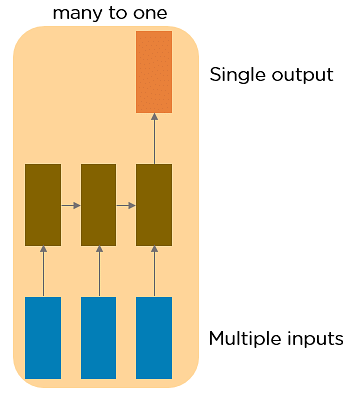 many to one
Single output
Multiple inputs